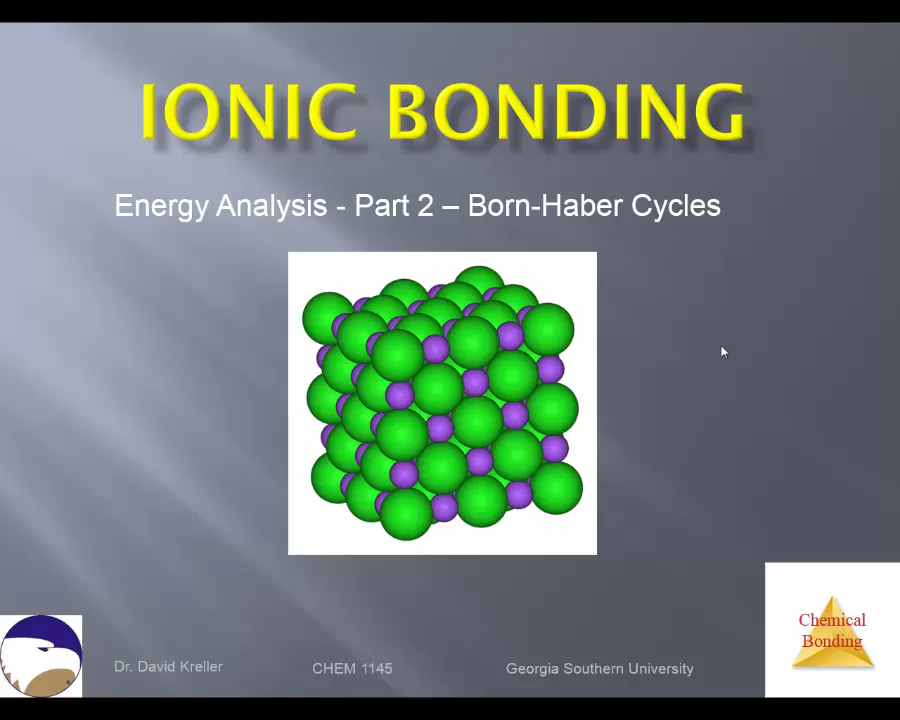 IONIC BONDING
Energy Analysis - Part 2 – Born-Haber Cycles
Chemical
Bonding
Dr. David Kreller
CHEM 1145
Georgia Southern University